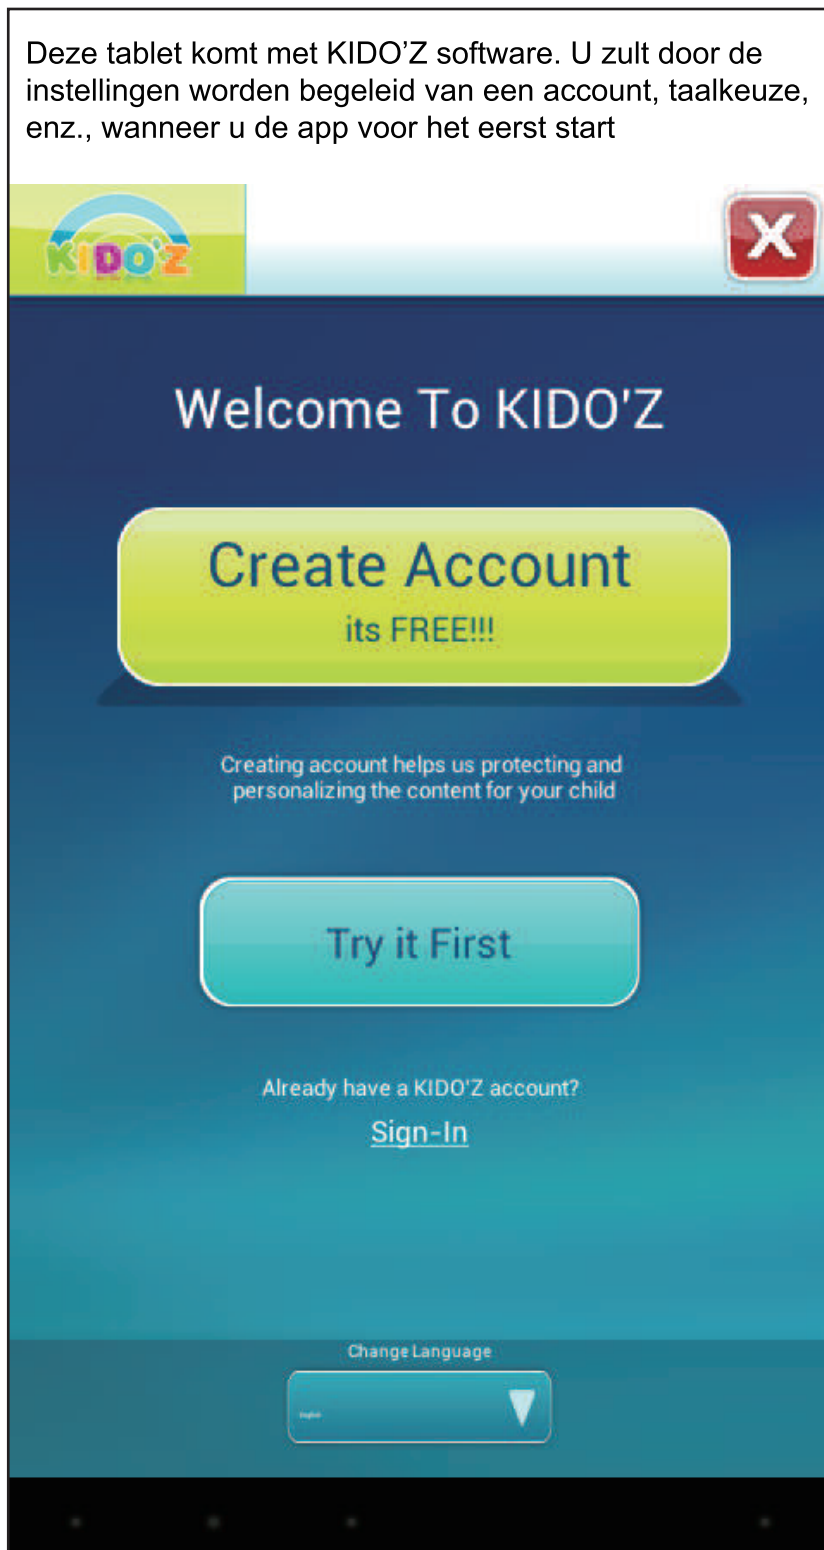 Deze tablet komt met KIDO’Z software. U zult door de
instellingen worden begeleid van een account, taalkeuze,
enz., wanneer u de app voor het eerst start
KIDO'Z
X
Welcome To KIDO'Z
Create Account
its FREE!!!
Creating account helps us protecting and
personalizing the content for your child
Try it First
Already have a KIDO'Z account?
Sign-In
Change Language
English